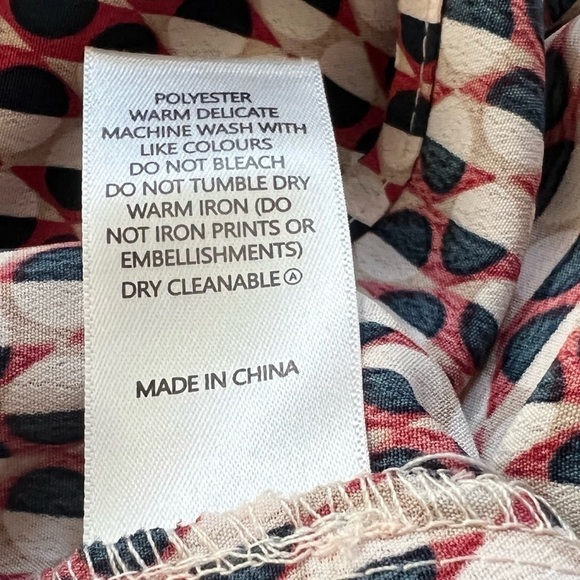 POLYESTER
WARM DELICATE
MACHINE WASH WITH
LIKE COLOURS
DO NOT BLEACH
DO NOT TUMBLE DRY
WARM IRON (DO
NOT IRON PRINTS OR
EMBELLISHMENTS)
DRY CLEANABLE Ⓐ
MADE IN CHINA